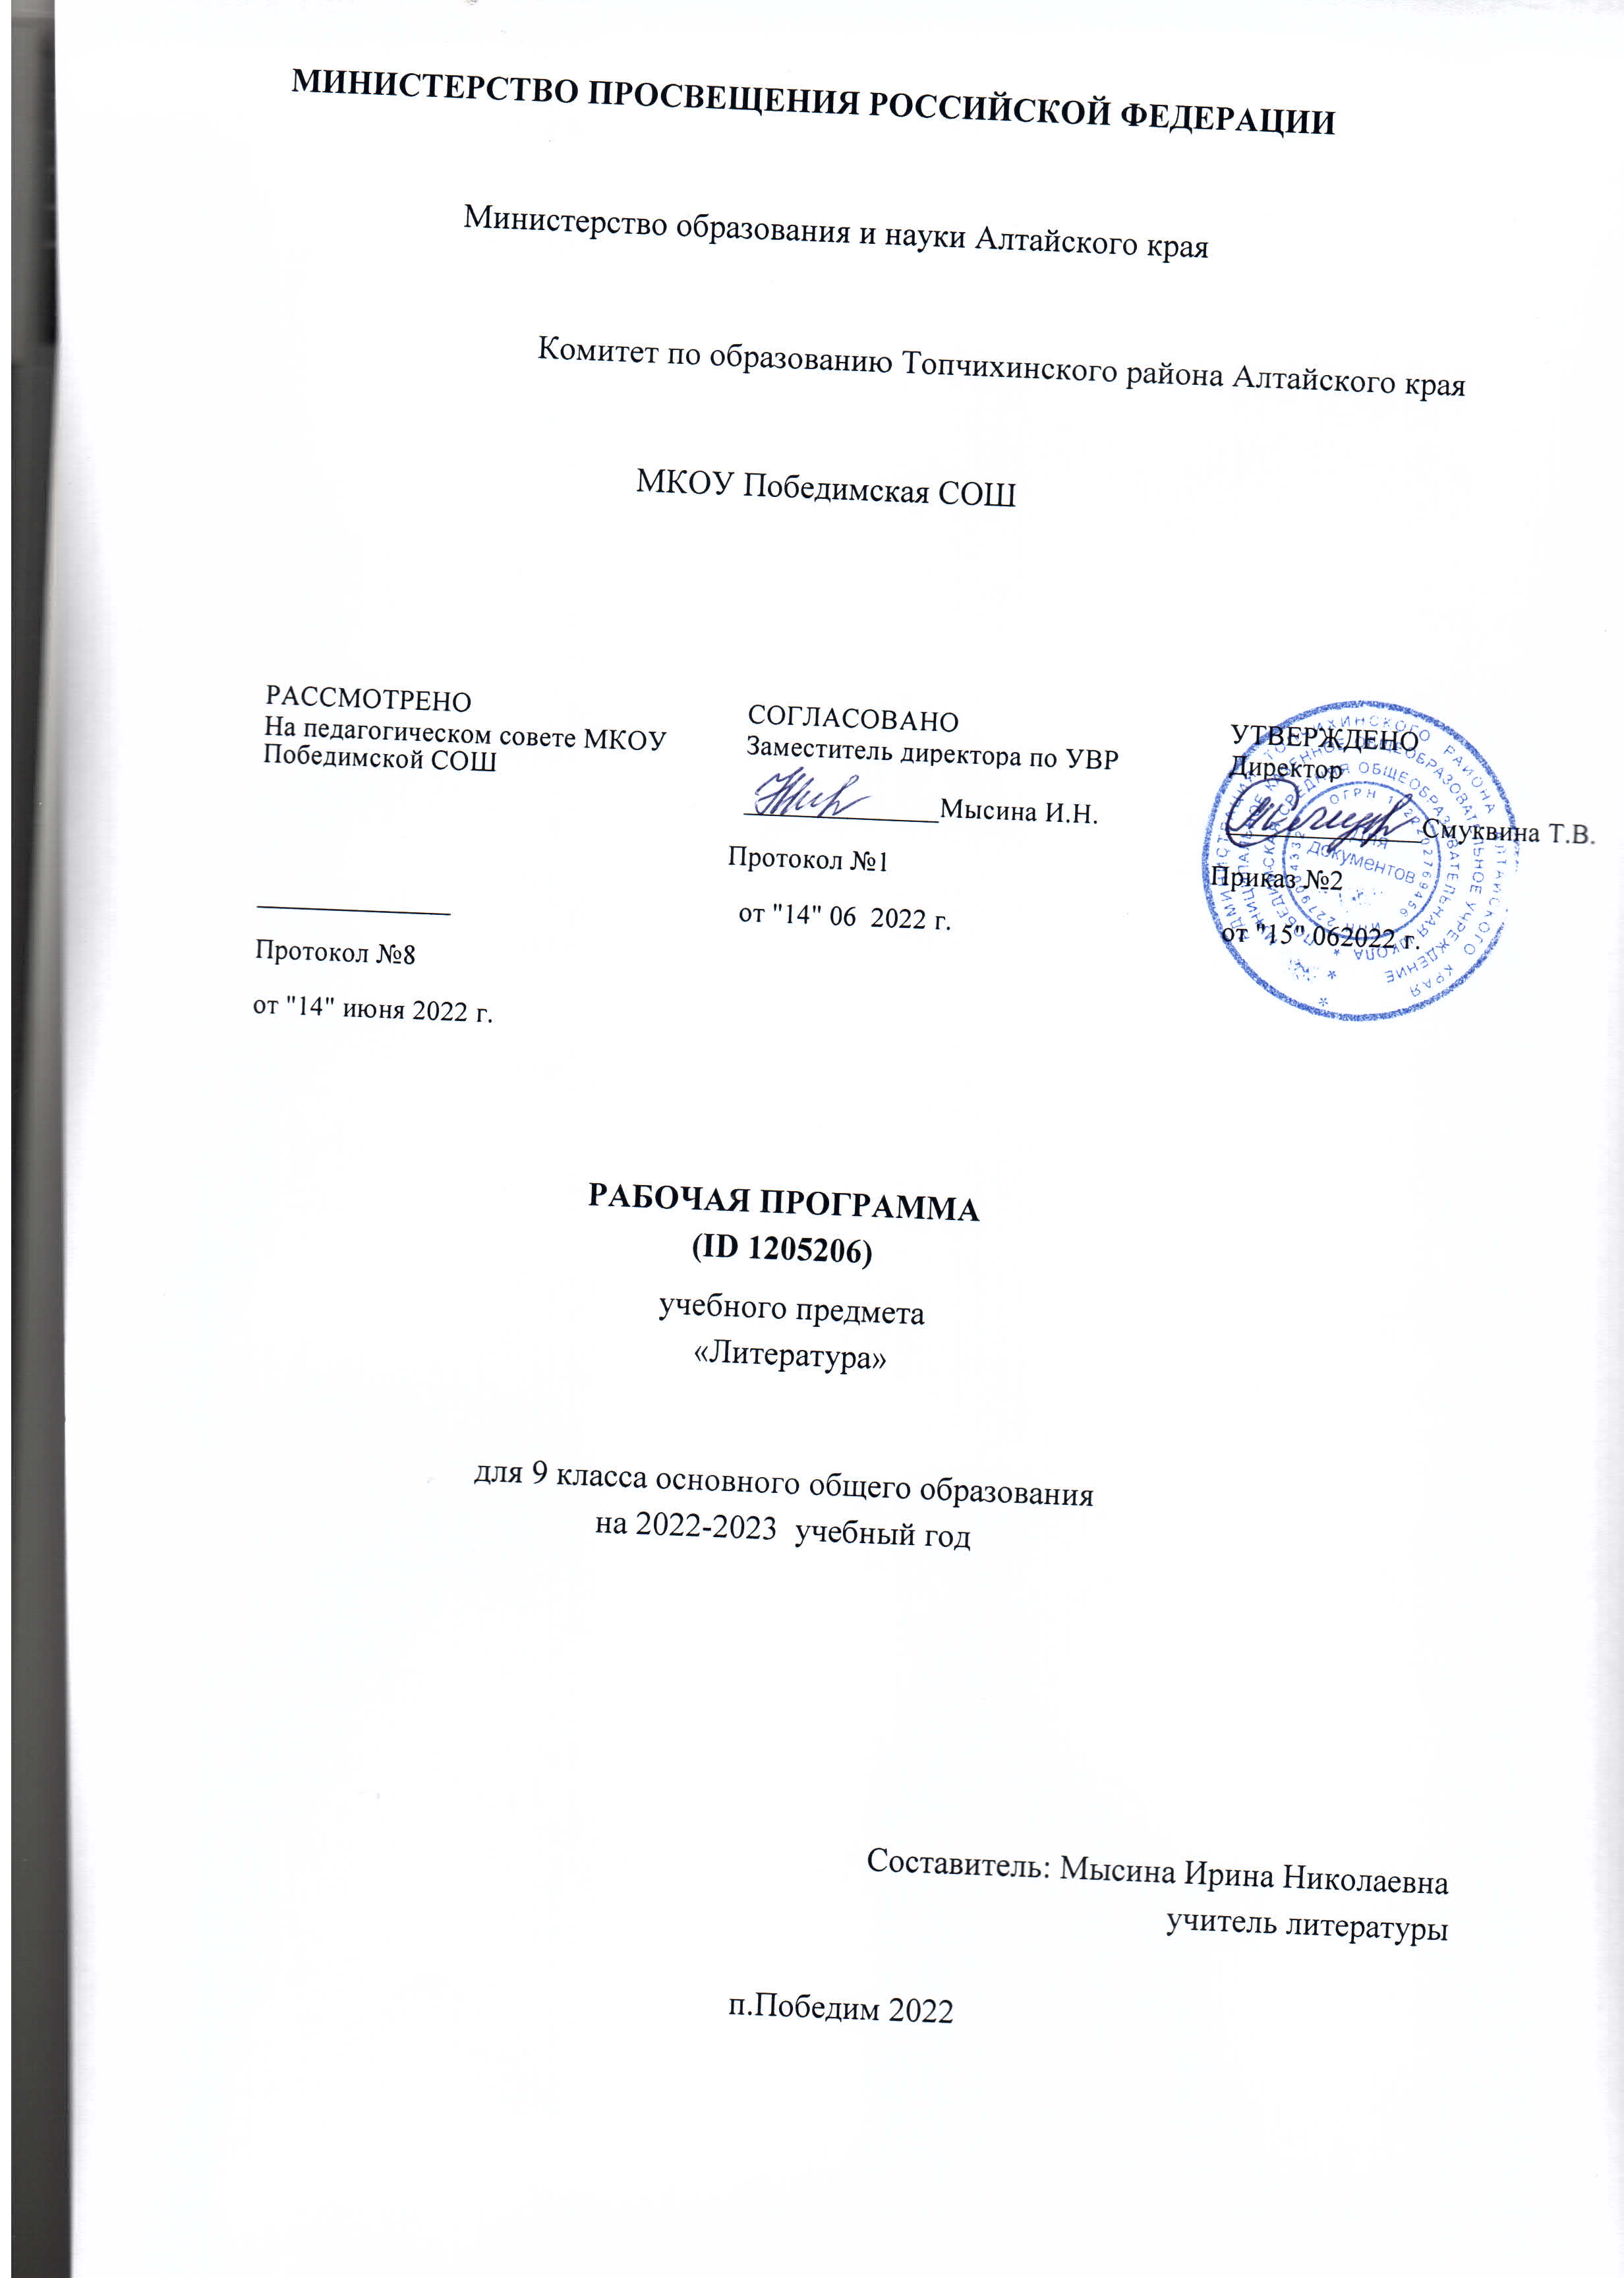 МИНИСТЕРСТВО ПРОСВЕЩЕНИЯ РОССИЙСКОЙ ФЕДЕРАЦИИ
Министерство образования и науки Алтайского края
Комитет по образованию Топчихинского района Алтайского края
МКОУ Победимская СОШ
РАССМОТРЕНО
На педагогическом совете МКОУ
Победимской СОШ
Протокол №8
от "14" июня 2022 г.
СОГЛАСОВАНО
Заместитель директора по УВР
Мысина И.Н.
Протокол №1
от "14" 06 2022 г.
УТВЕРЖДЕНО
Директор
Смуквина Т.В.
Приказ №2
от "15" 062022 г.
документов
РАБОЧАЯ ПРОГРАММА
(ID 1205206)
учебного предмета
«Литература»
для 9 класса основного общего образования
на 2022-2023 учебный год
Составитель: Мысина Ирина Николаевна
учитель литературы
п.Победим 2022